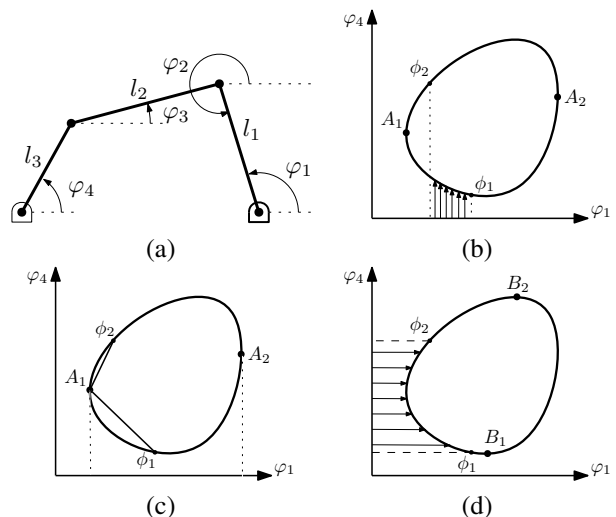 φ₂
l₂
φ₃
l₁
l₃
φ₄
φ₁
(a)
φ₄
ϕ₂
A₁
A₂
ϕ₁
φ₁
(b)
φ₄
ϕ₂
A₁
A₂
ϕ₁
φ₁
(c)
φ₄
B₂
ϕ₂
B₁
ϕ₁
φ₁
(d)